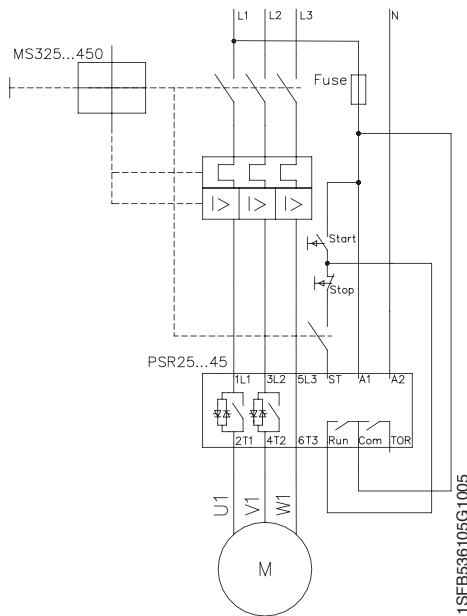 L1 L2 L3 N
MS325...450
Fuse
I> I> I>
Start
Stop
PSR25...45
1L1 3L2 5L3 ST A1 A2
2T1 4T2 6T3 Run Com TOR
U1 V1 W1
M
1SFB536105G1005